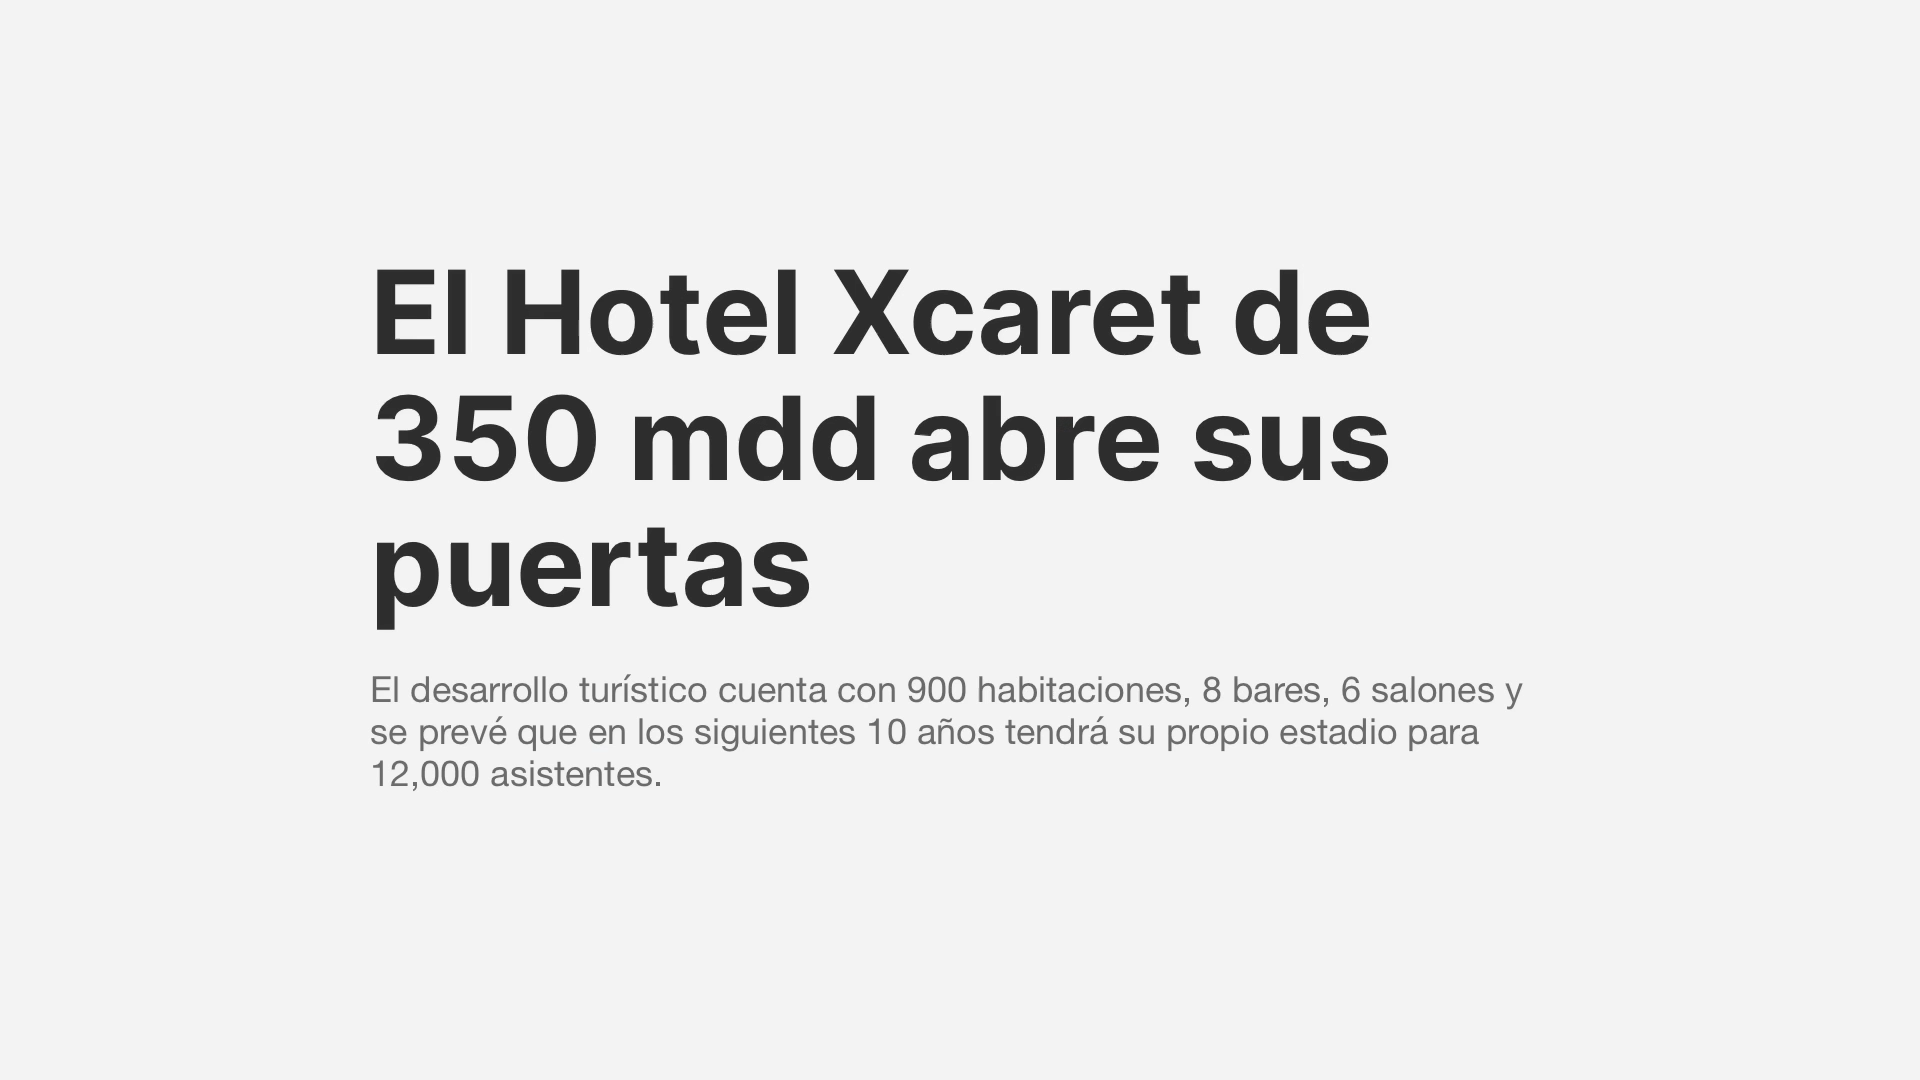 El Hotel Xcaret de
350 mdd abre sus
puertas
El desarrollo turístico cuenta con 900 habitaciones, 8 bares, 6 salones y
se prevé que en los siguientes 10 años tendrá su propio estadio para
12,000 asistentes.